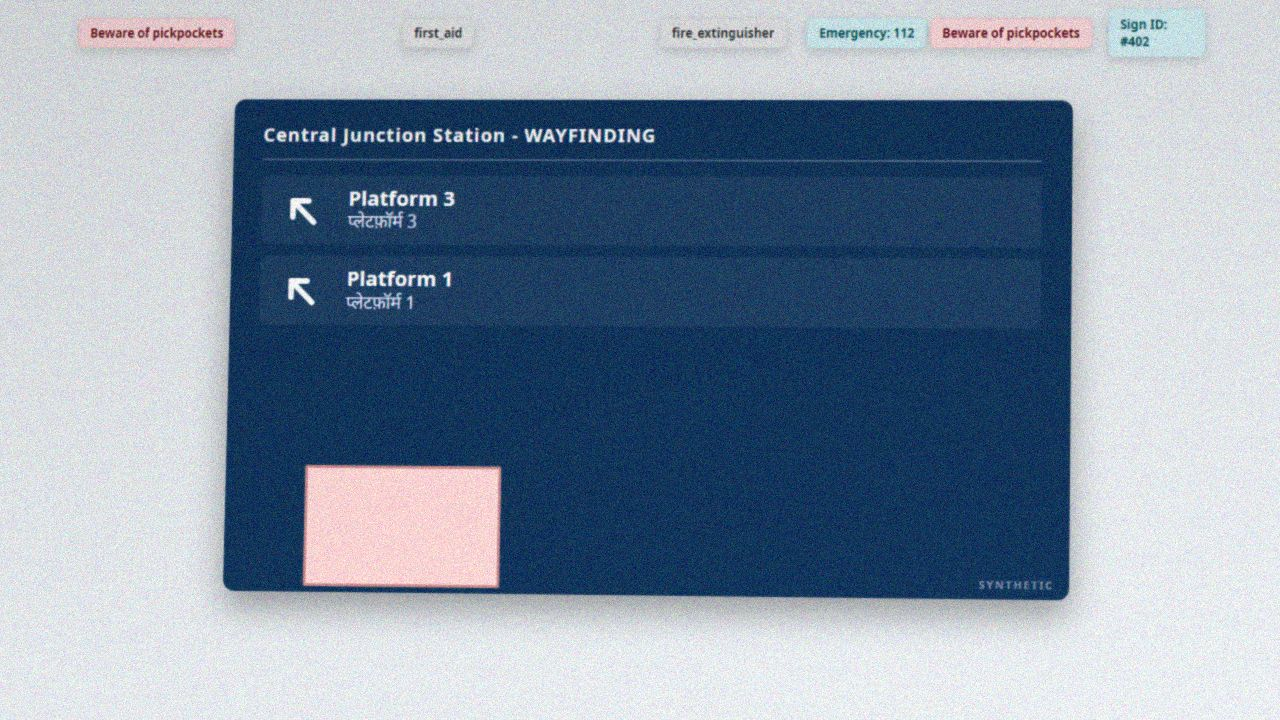 Beware of pickpockets
first_aid
fire_extinguisher
Emergency: 112
Beware of pickpockets
Sign ID:
#402
Central Junction Station - WAYFINDING
Platform 3
प्लेटफ़ॉर्म 3
Platform 1
प्लेटफ़ॉर्म 1
SYNTHETIC